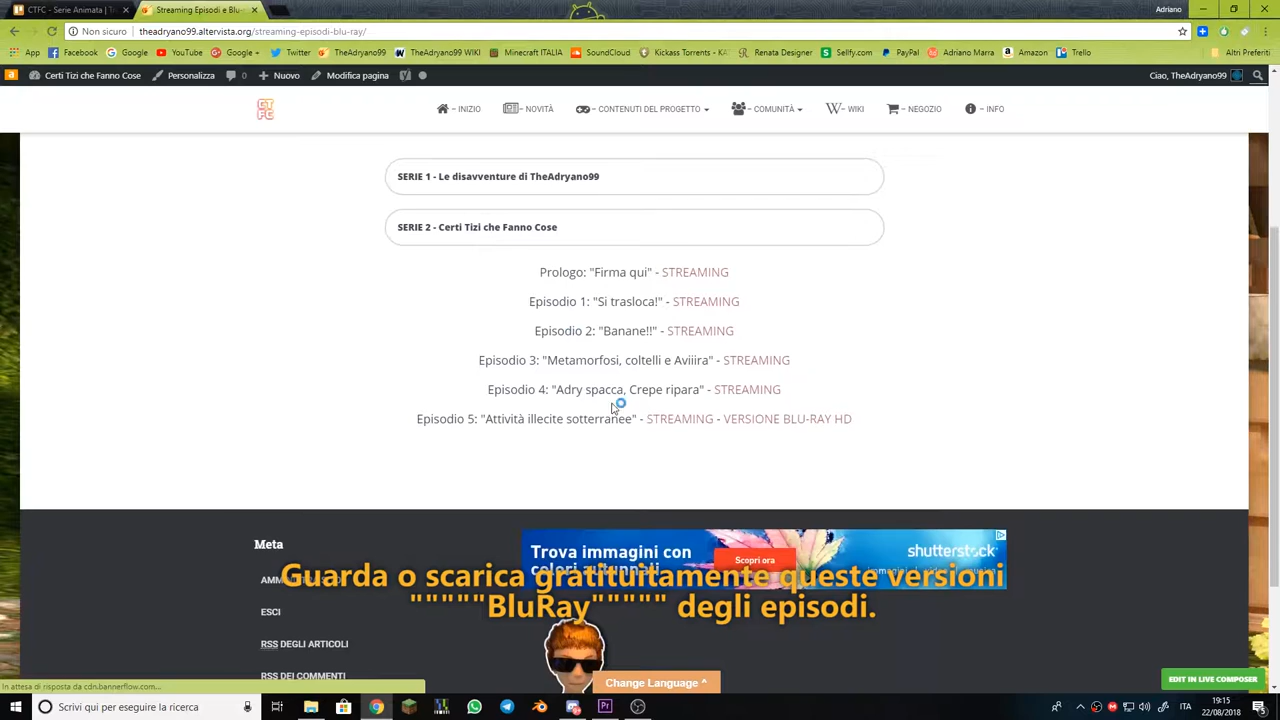 CTFC - Serie Animata |
Streaming Episodi e Blu-
Adriano
Non sicuro theadryano99.altervista.org/streaming-episodi-blu-ray/
App Facebook Google YouTube Google+ Twitter TheAdryano99 TheAdryano99 WIKI Minecraft ITALIA SoundCloud Kickass Torrents - Ka Renata Designer Sellfy.com PayPal Adriano Marra Amazon Trello Altri Preferiti
Certi Tizi che Fanno Cose Personalizza 0 Nuovo Modifica pagina Ciao, TheAdryano99
CT
FC
– INIZIO – NOVITÀ – CONTENUTI DEL PROGETTO – COMUNITÀ – WIKI – NEGOZIO – INFO
SERIE 1 - Le disavventure di TheAdryano99
SERIE 2 - Certi Tizi che Fanno Cose
Prologo: "Firma qui" - STREAMING
Episodio 1: "Si trasloca!" - STREAMING
Episodio 2: "Banane!!" - STREAMING
Episodio 3: "Metamorfosi, coltelli e Aviiira" - STREAMING
Episodio 4: "Adry spacca, Crepe ripara" - STREAMING
Episodio 5: "Attività illecite sotterranee" - STREAMING - VERSIONE BLU-RAY HD
Meta
ESCI
RSS DEGLI ARTICOLI
RSS DEI COMMENTI
Trova immagini con
colori autunnali
Scopri ora
shutterstock
Guarda o scarica gratituitamente queste versioni
"""""BluRay""""" degli episodi.
Change Language ^
EDIT IN LIVE COMPOSER
In attesa di risposta da cdn.bannerflow.com...
Scrivi qui per eseguire la ricerca
ITA
19:15
22/08/2018